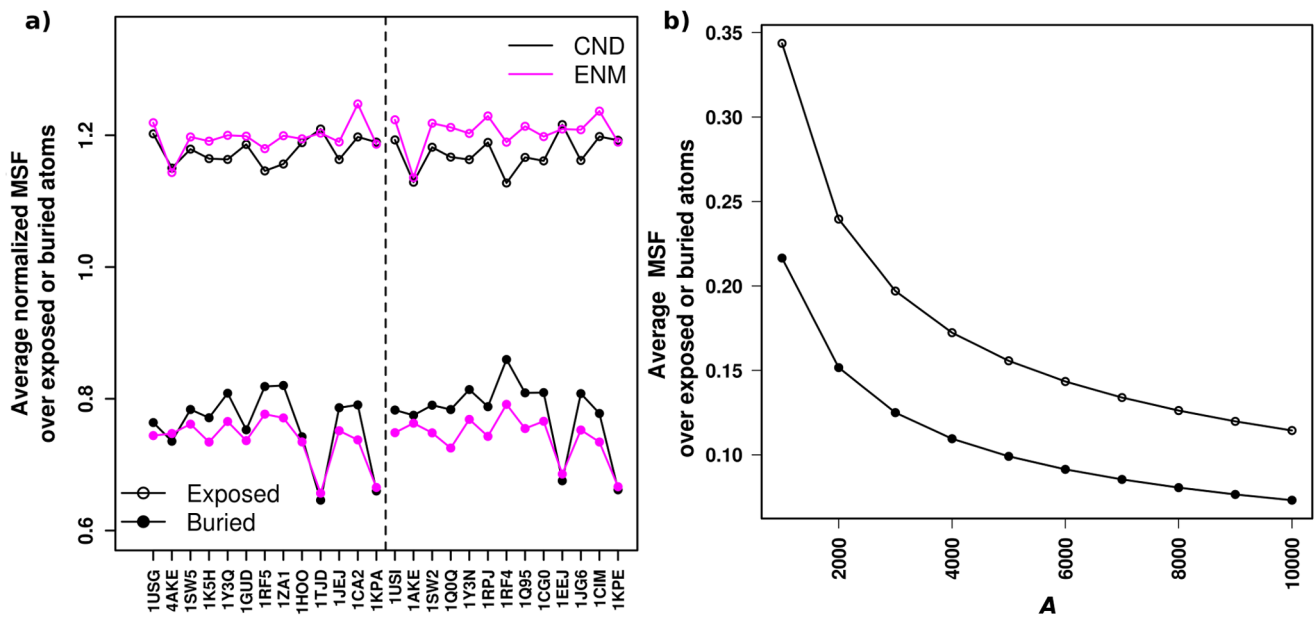 a)
Average normalized MSF
over exposed or buried atoms
1.2
1.0
0.8
0.6
CND
ENM
Exposed
Buried
1USG
4AKE
1SW5
1K5H
1Y3Q
1GUD
1RF5
1ZA1
1HOO
1TJD
1JEJ
1CA2
1KPA
1USI
1AKE
1SW2
1Q0Q
1Y3N
1RPJ
1RF4
1Q95
1CG0
1EEJ
1JG6
1CIM
1KPE
b)
Average MSF
over exposed or buried atoms
0.35
0.30
0.25
0.20
0.15
0.10
2000
4000
6000
8000
10000
A